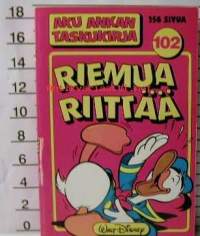 AKU ANKAN
TASKUKIRJA
256 SIVUA
102
RIEMUA
...RIITTÄÄ
WALT DISNEY
18
16
14
12
10
8
6
4
2
0